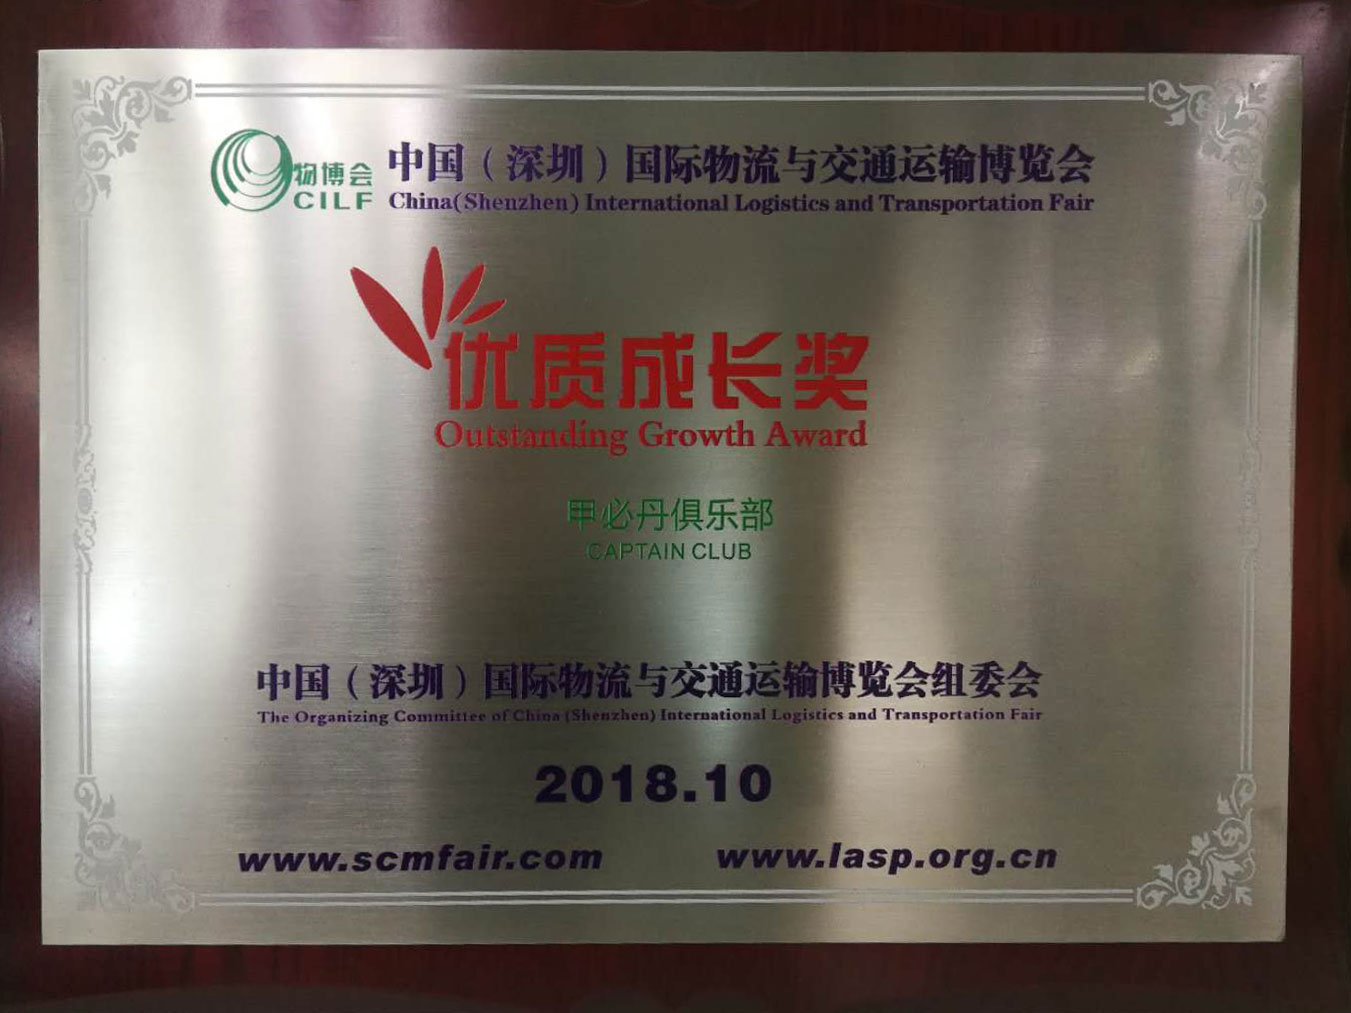 物博会
CILF
中国（深圳）国际物流与交通运输博览会
China(Shenzhen) International Logistics and Transportation Fair
优质成长奖
Outstanding Growth Award
甲必丹俱乐部
CAPTAIN CLUB
中国（深圳）国际物流与交通运输博览会组委会
The Organizing Committee of China (Shenzhen) International Logistics and Transportation Fair
2018.10
www.scmfair.com www.lasp.org.cn